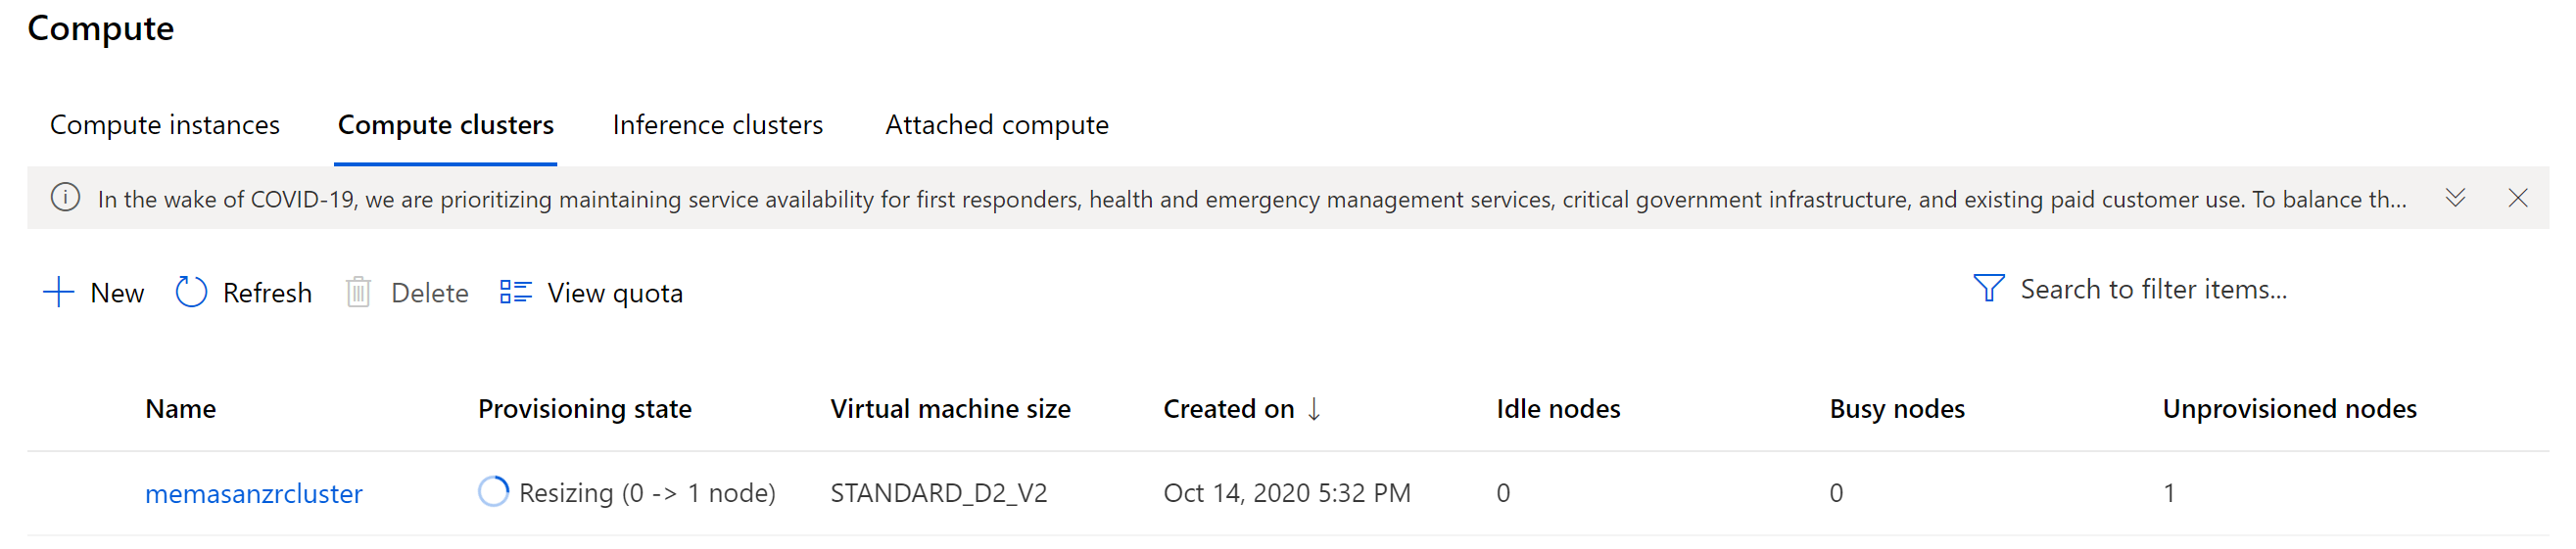 Compute
Compute instances Compute clusters Inference clusters Attached compute
In the wake of COVID-19, we are prioritizing maintaining service availability for first responders, health and emergency management services, critical government infrastructure, and existing paid customer use. To balance th...
New Refresh Delete View quota Search to filter items...
Name Provisioning state Virtual machine size Created on ↓ Idle nodes Busy nodes Unprovisioned nodes
memasanzrcluster Resizing (0 -> 1 node) STANDARD_D2_V2 Oct 14, 2020 5:32 PM 0 0 1